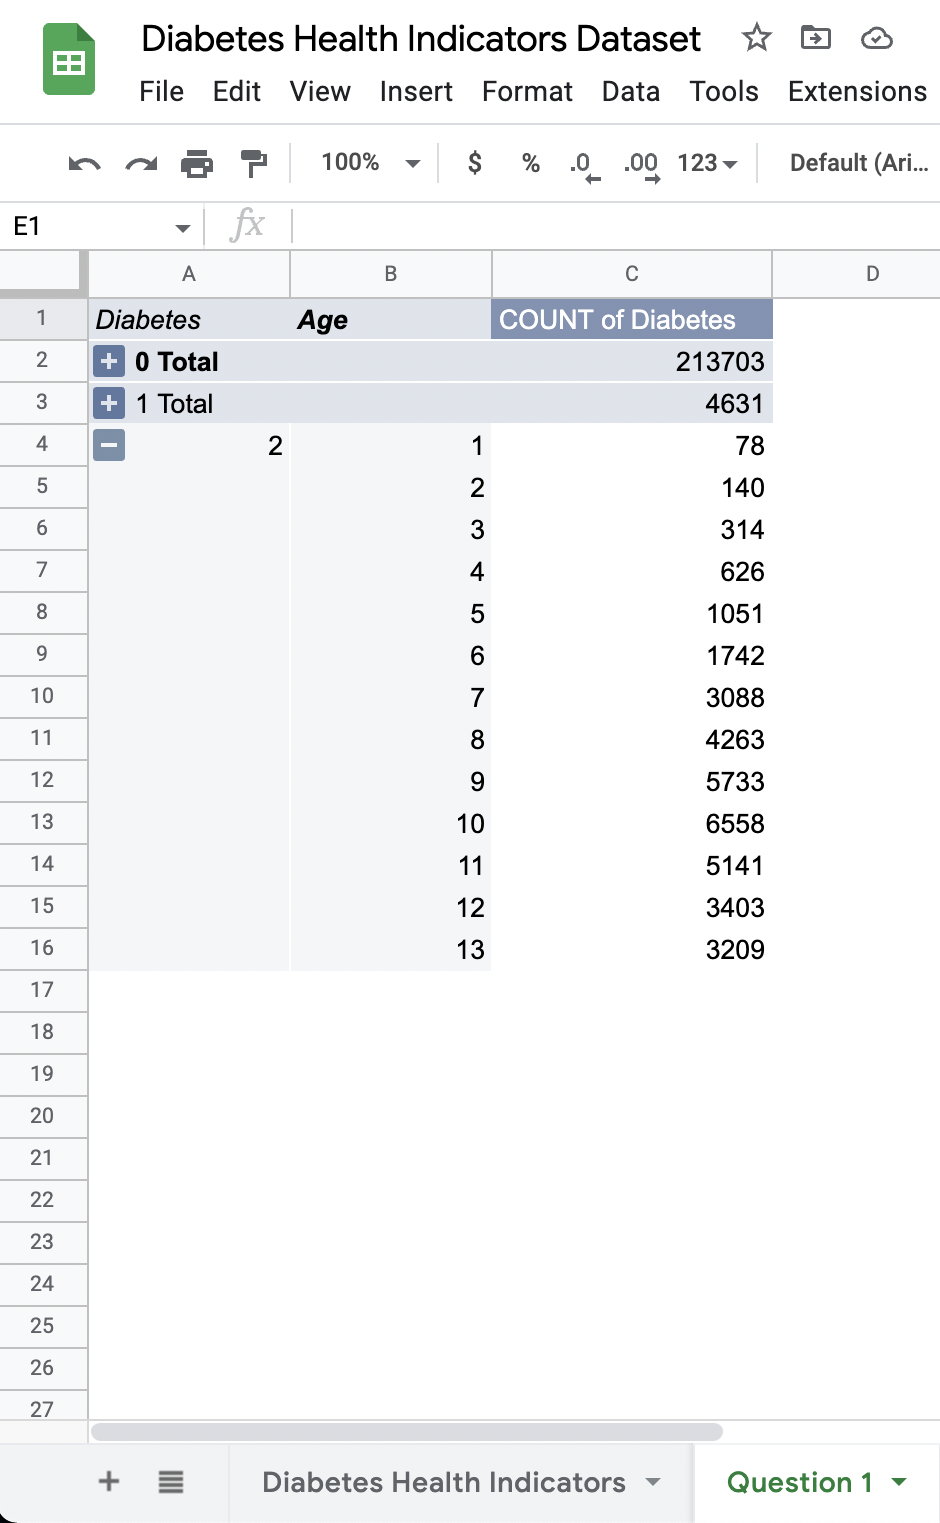 Diabetes Health Indicators Dataset
File Edit View Insert Format Data Tools Extensions
100% $ % .0 .00 123 Default (Ari...
E1 fx
A B C D
1 Diabetes Age COUNT of Diabetes
2 + 0 Total 213703
3 + 1 Total 4631
4 − 2 1 78
5 2 140
6 3 314
7 4 626
8 5 1051
9 6 1742
10 7 3088
11 8 4263
12 9 5733
13 10 6558
14 11 5141
15 12 3403
16 13 3209
17
18
19
20
21
22
23
24
25
26
27
+ Diabetes Health Indicators Question 1